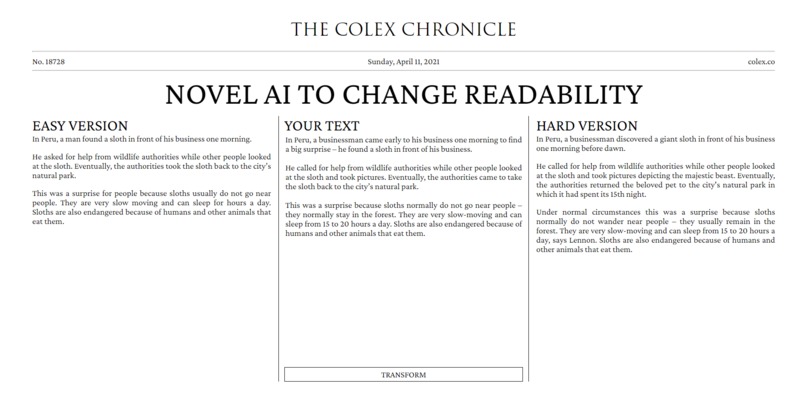 THE COLEX CHRONICLE
No. 18728
Sunday, April 11, 2021
colex.co
NOVEL AI TO CHANGE READABILITY
EASY VERSION
In Peru, a man found a sloth in front of his business one morning.
He asked for help from wildlife authorities while other people looked
at the sloth. Eventually, the authorities took the sloth back to the city's
natural park.
This was a surprise for people because sloths usually do not go near
people. They are very slow moving and can sleep for hours a day.
Sloths are also endangered because of humans and other animals that
eat them.
YOUR TEXT
In Peru, a businessman came early to his business one morning to find
a big surprise – he found a sloth in front of his business.
He called for help from wildlife authorities while other people looked
at the sloth and took pictures. Eventually, the authorities came to take
the sloth back to the city's natural park.
This was a surprise because sloths normally do not go near people –
they normally stay in the forest. They are very slow-moving and can
sleep from 15 to 20 hours a day. Sloths are also endangered because of
humans and other animals that eat them.
TRANSFORM
HARD VERSION
In Peru, a businessman discovered a giant sloth in front of his business
one morning before dawn.
He called for help from wildlife authorities while other people looked
at the sloth and took pictures depicting the majestic beast. Eventually,
the authorities returned the beloved pet to the city's natural park in
which it had spent its 15th night.
Under normal circumstances this was a surprise because sloths
normally do not wander near people – they usually remain in the
forest. They are very slow-moving and can sleep from 15 to 20 hours a
day, says Lennon. Sloths are also endangered because of humans and
other animals that eat them.